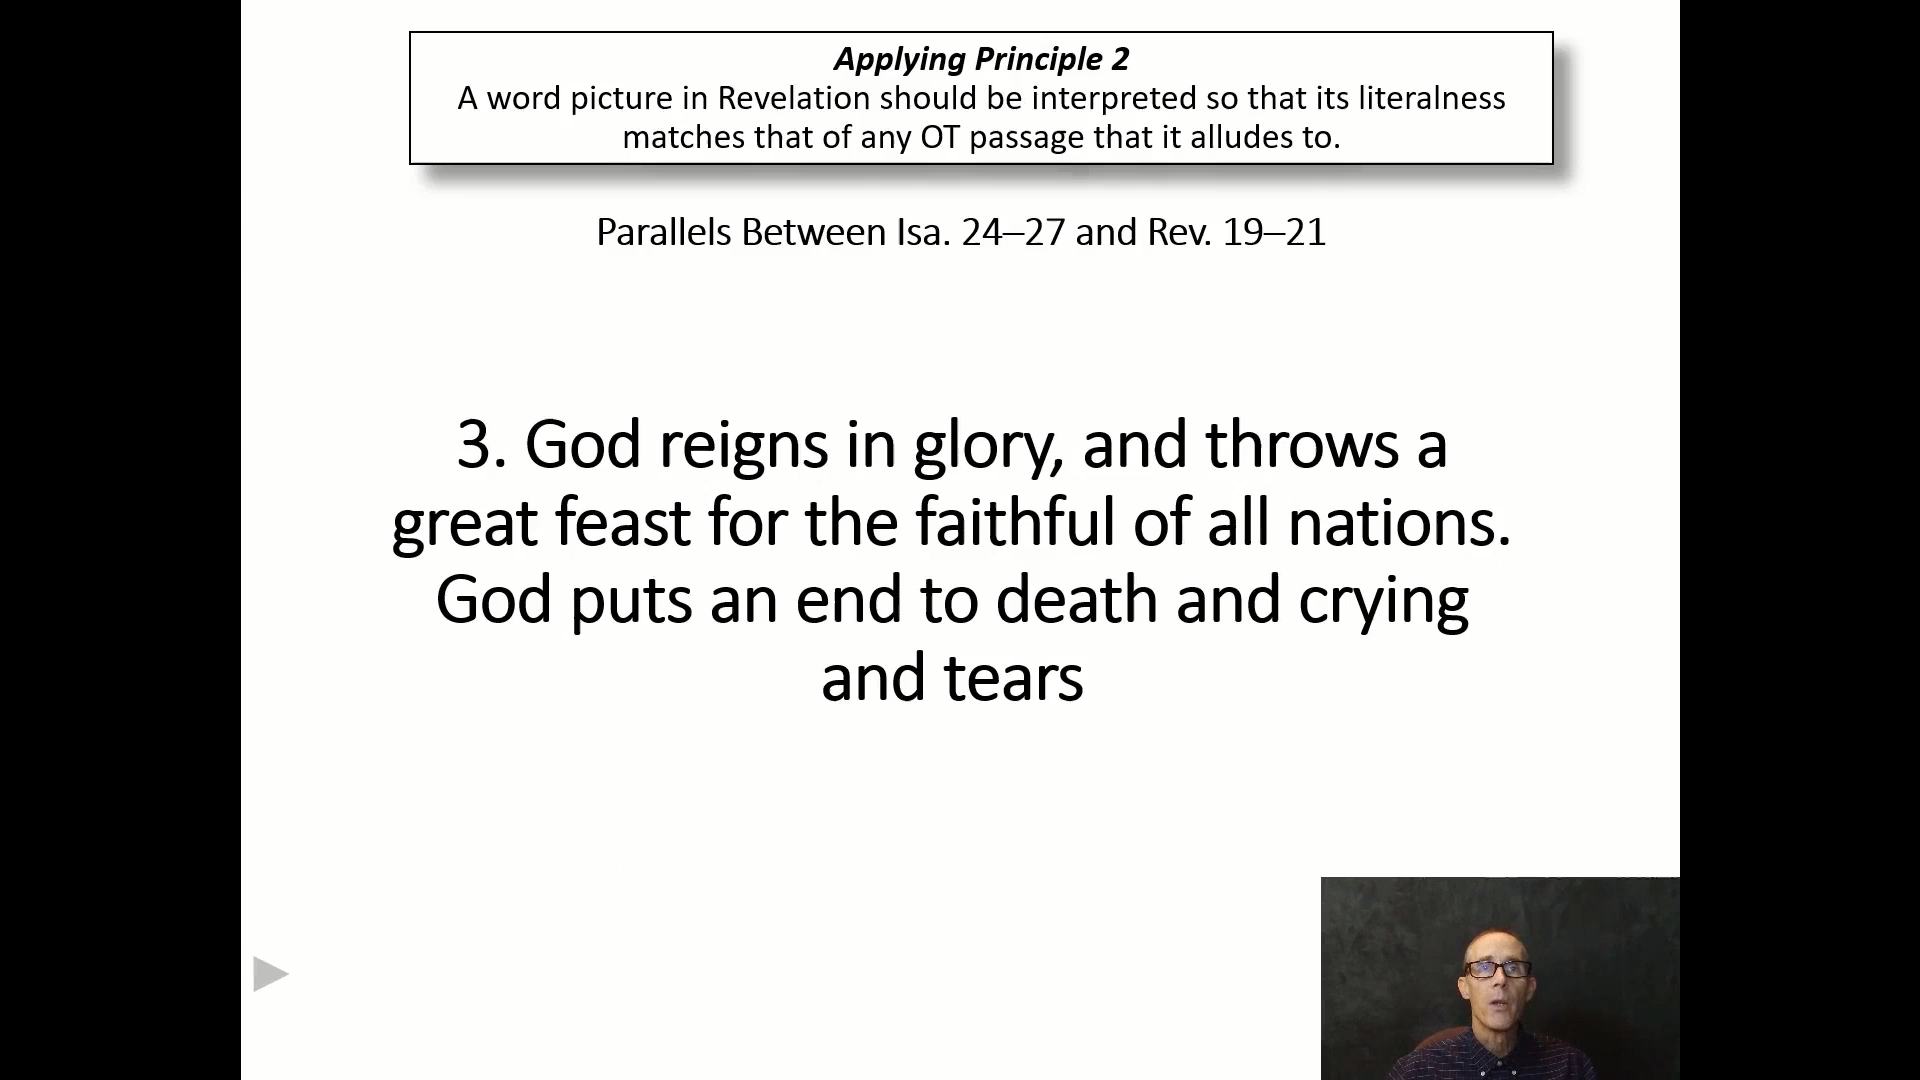 Applying Principle 2
A word picture in Revelation should be interpreted so that its literalness
matches that of any OT passage that it alludes to.
Parallels Between Isa. 24–27 and Rev. 19–21
3. God reigns in glory, and throws a
great feast for the faithful of all nations.
God puts an end to death and crying
and tears